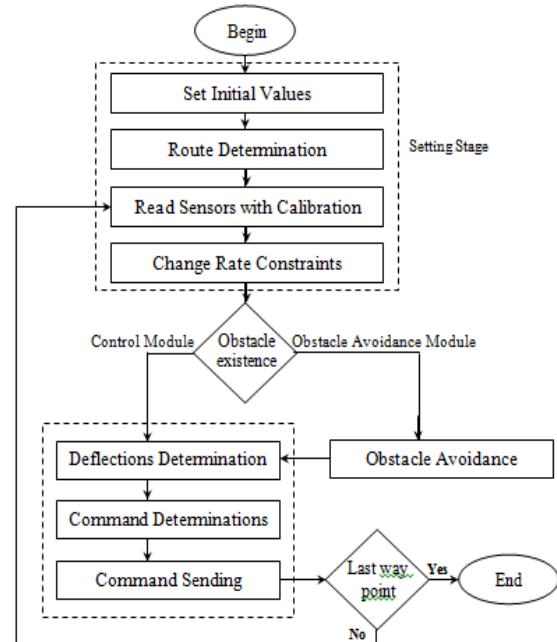 Begin
Set Initial Values
Route Determination
Setting Stage
Read Sensors with Calibration
Change Rate Constraints
Control Module
Obstacle
existence
Obstacle Avoidance Module
Deflections Determination
Obstacle Avoidance
Command Determinations
Command Sending
Last way
point
Yes
End
No